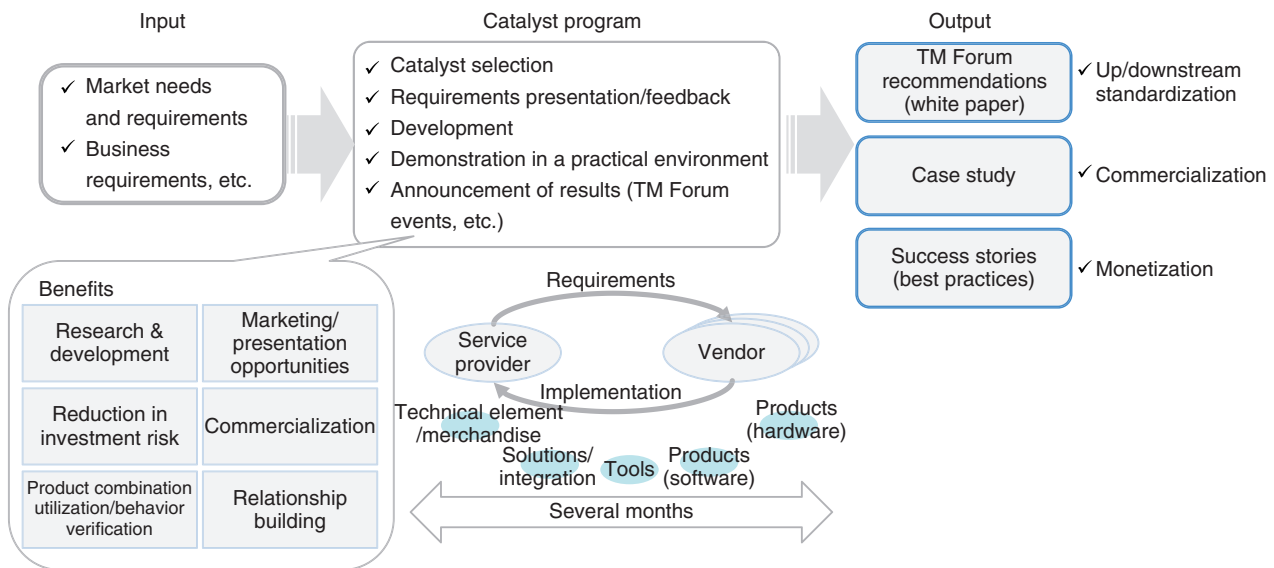 Input
Catalyst program
Output
✓ Market needs
and requirements
✓ Business
requirements, etc.
✓ Catalyst selection
✓ Requirements presentation/feedback
✓ Development
✓ Demonstration in a practical environment
✓ Announcement of results (TM Forum
events, etc.)
TM Forum
recommendations
(white paper)
✓ Up/downstream
standardization
Case study
✓ Commercialization
Success stories
(best practices)
✓ Monetization
Benefits
Research &
development
Marketing/
presentation
opportunities
Reduction in
investment risk
Commercialization
Product combination
utilization/behavior
verification
Relationship
building
Requirements
Service
provider
Vendor
Implementation
Technical element
/merchandise
Products
(hardware)
Solutions/
integration
Tools
Products
(software)
Several months